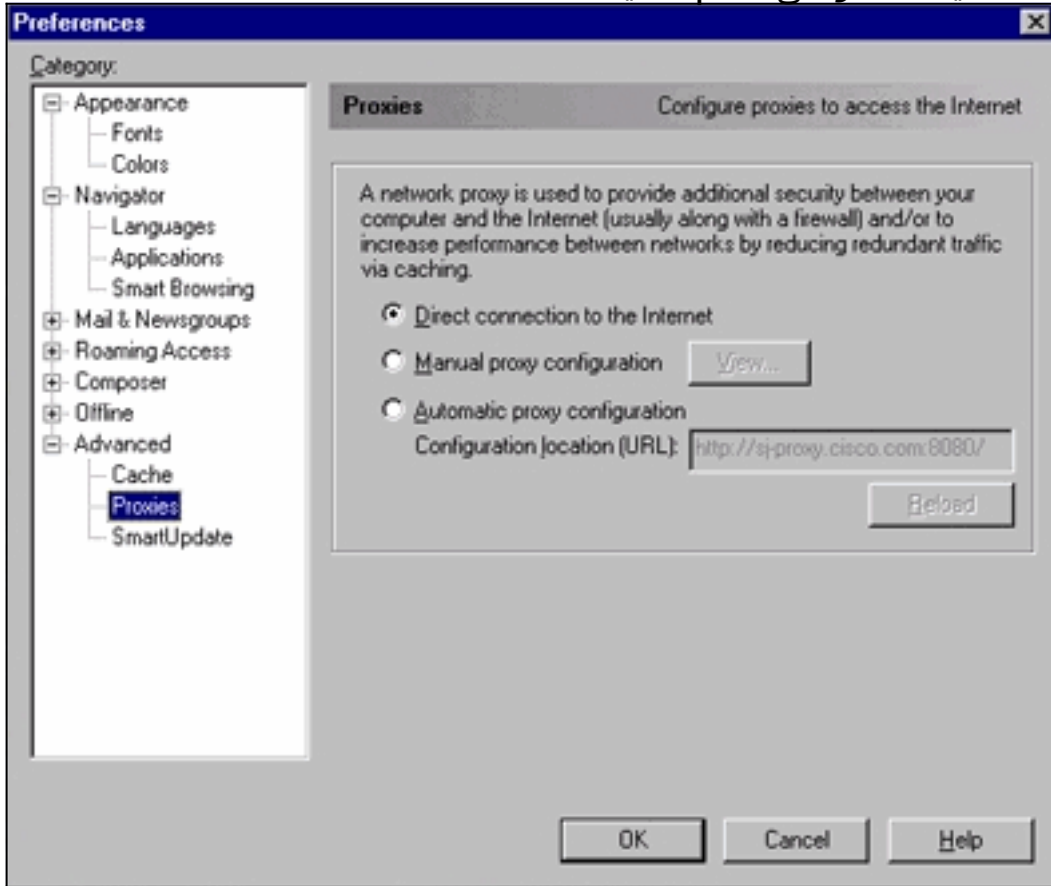 Preferences
Category:
Appearance
Fonts
Colors
Navigator
Languages
Applications
Smart Browsing
Mail & Newsgroups
Roaming Access
Composer
Offline
Advanced
Cache
Proxies
SmartUpdate
Proxies Configure proxies to access the Internet
A network proxy is used to provide additional security between your
computer and the Internet (usually along with a firewall) and/or to
increase performance between networks by reducing redundant traffic
via caching.
Direct connection to the Internet
Manual proxy configuration View...
Automatic proxy configuration
Configuration location (URL): http://sj-proxy.cisco.com:8080/
Reload
OK Cancel Help